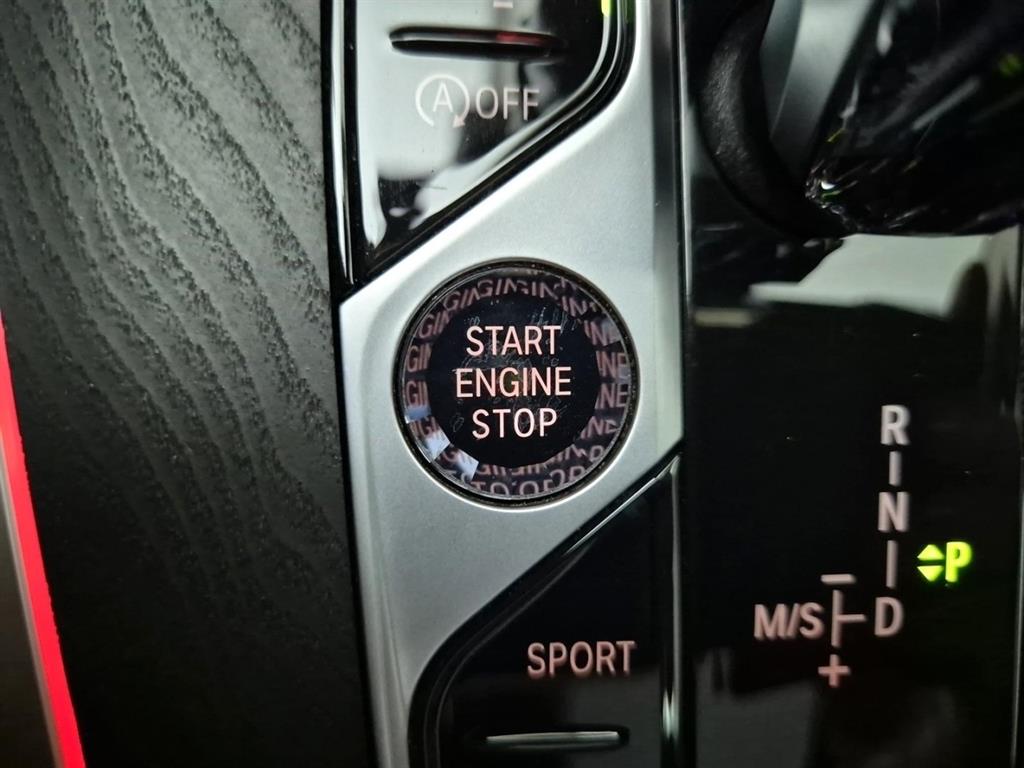 A OFF
START
ENGINE
STOP
SPORT
R
N
P
M/S
D
+